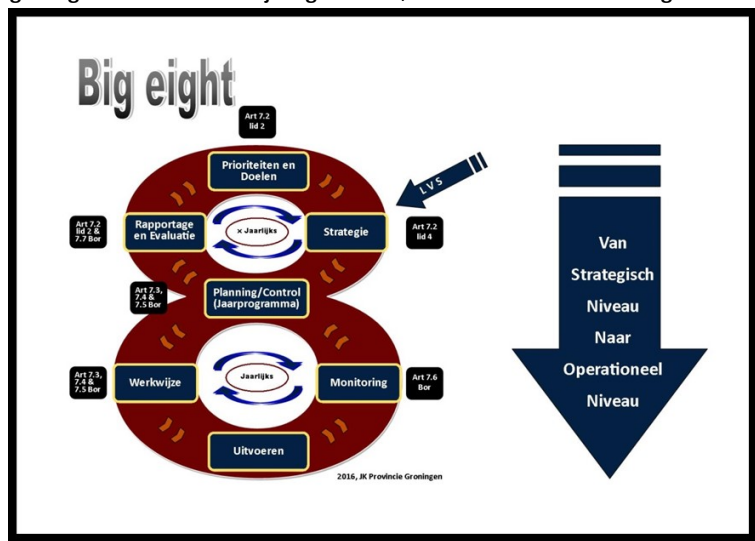 Big eight
Art 7.2
lid 2
Prioriteiten en
Doelen
LVS
Art 7.2
lid 2 &
7.7 Bor
Rapportage
en Evaluatie
x Jaarlijks
Strategie
Art 7.2
lid 4
Art 7.3,
7.4 &
7.5 Bor
Planning/Control
(Jaarprogramma)
Art 7.3,
7.4 &
7.5 Bor
Werkwijze
Jaarlijks
Monitoring
Art 7.6
Bor
Uitvoeren
2016, JK Provincie Groningen
Van
Strategisch
Niveau
Naar
Operationeel
Niveau